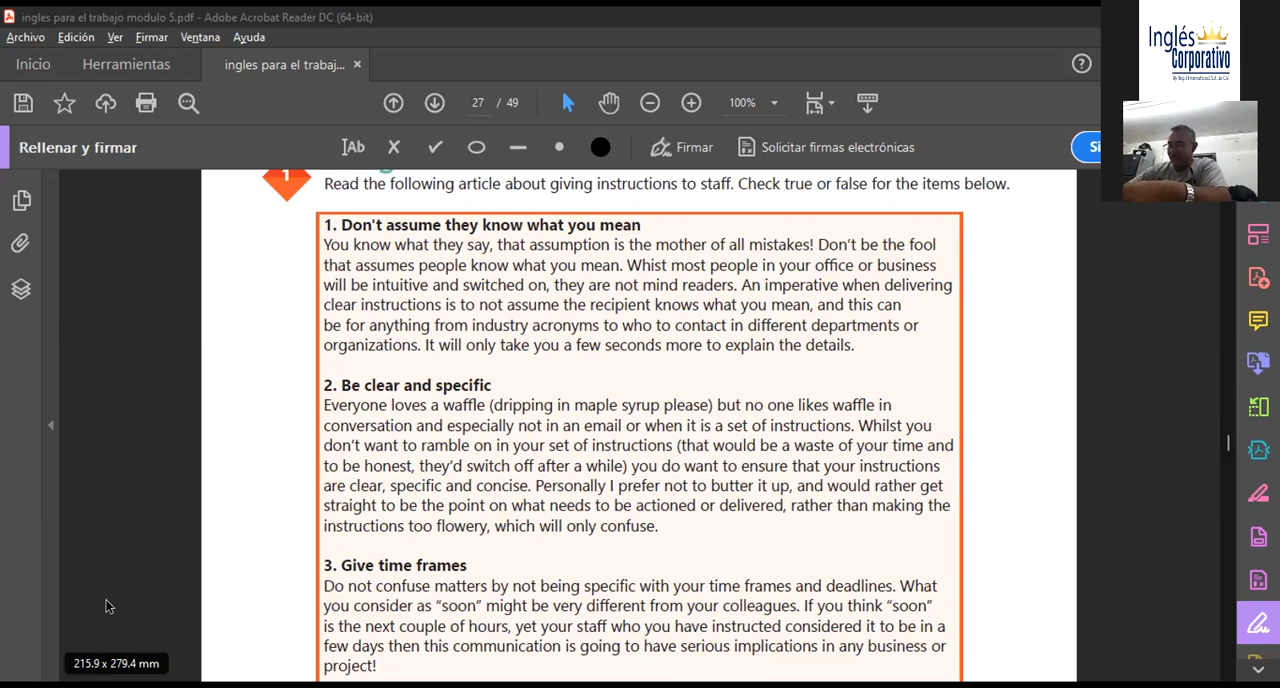 ingles para el trabajo modulo 5.pdf - Adobe Acrobat Reader DC (64-bit)
Archivo Edición Ver Firmar Ventana Ayuda
Inicio Herramientas ingles para el trabaj... ×
27 / 49 100%
Rellenar y firmar Ab Firmar Solicitar firmas electrónicas Si
Inglés
Corporativo
1
Read the following article about giving instructions to staff. Check true or false for the items below.
1. Don't assume they know what you mean
You know what they say, that assumption is the mother of all mistakes! Don't be the fool
that assumes people know what you mean. Whist most people in your office or business
will be intuitive and switched on, they are not mind readers. An imperative when delivering
clear instructions is to not assume the recipient knows what you mean, and this can
be for anything from industry acronyms to who to contact in different departments or
organizations. It will only take you a few seconds more to explain the details.
2. Be clear and specific
Everyone loves a waffle (dripping in maple syrup please) but no one likes waffle in
conversation and especially not in an email or when it is a set of instructions. Whilst you
don't want to ramble on in your set of instructions (that would be a waste of your time and
to be honest, they'd switch off after a while) you do want to ensure that your instructions
are clear, specific and concise. Personally I prefer not to butter it up, and would rather get
straight to be the point on what needs to be actioned or delivered, rather than making the
instructions too flowery, which will only confuse.
3. Give time frames
Do not confuse matters by not being specific with your time frames and deadlines. What
you consider as "soon" might be very different from your colleagues. If you think "soon"
is the next couple of hours, yet your staff who you have instructed considered it to be in a
few days then this communication is going to have serious implications in any business or
project!
215.9 x 279.4 mm